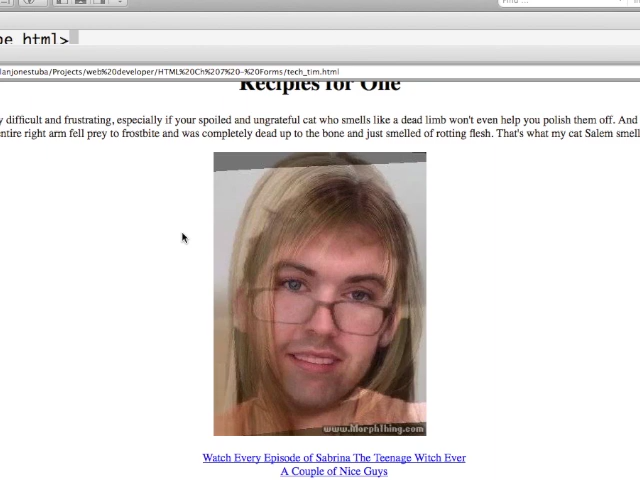 pe html>
lanjonestuba/Projects/web%20developer/HTML%20Ch%207%20-%20Forms/tech_tim.html
Recipies for One
y difficult and frustrating, especially if your spoiled and ungrateful cat who smells like a dead limb won't even help you polish them off. And
entire right arm fell prey to frostbite and was completely dead up to the bone and just smelled of rotting flesh. That's what my cat Salem smell
www.MorphThing.com
Watch Every Episode of Sabrina The Teenage Witch Ever
A Couple of Nice Guys